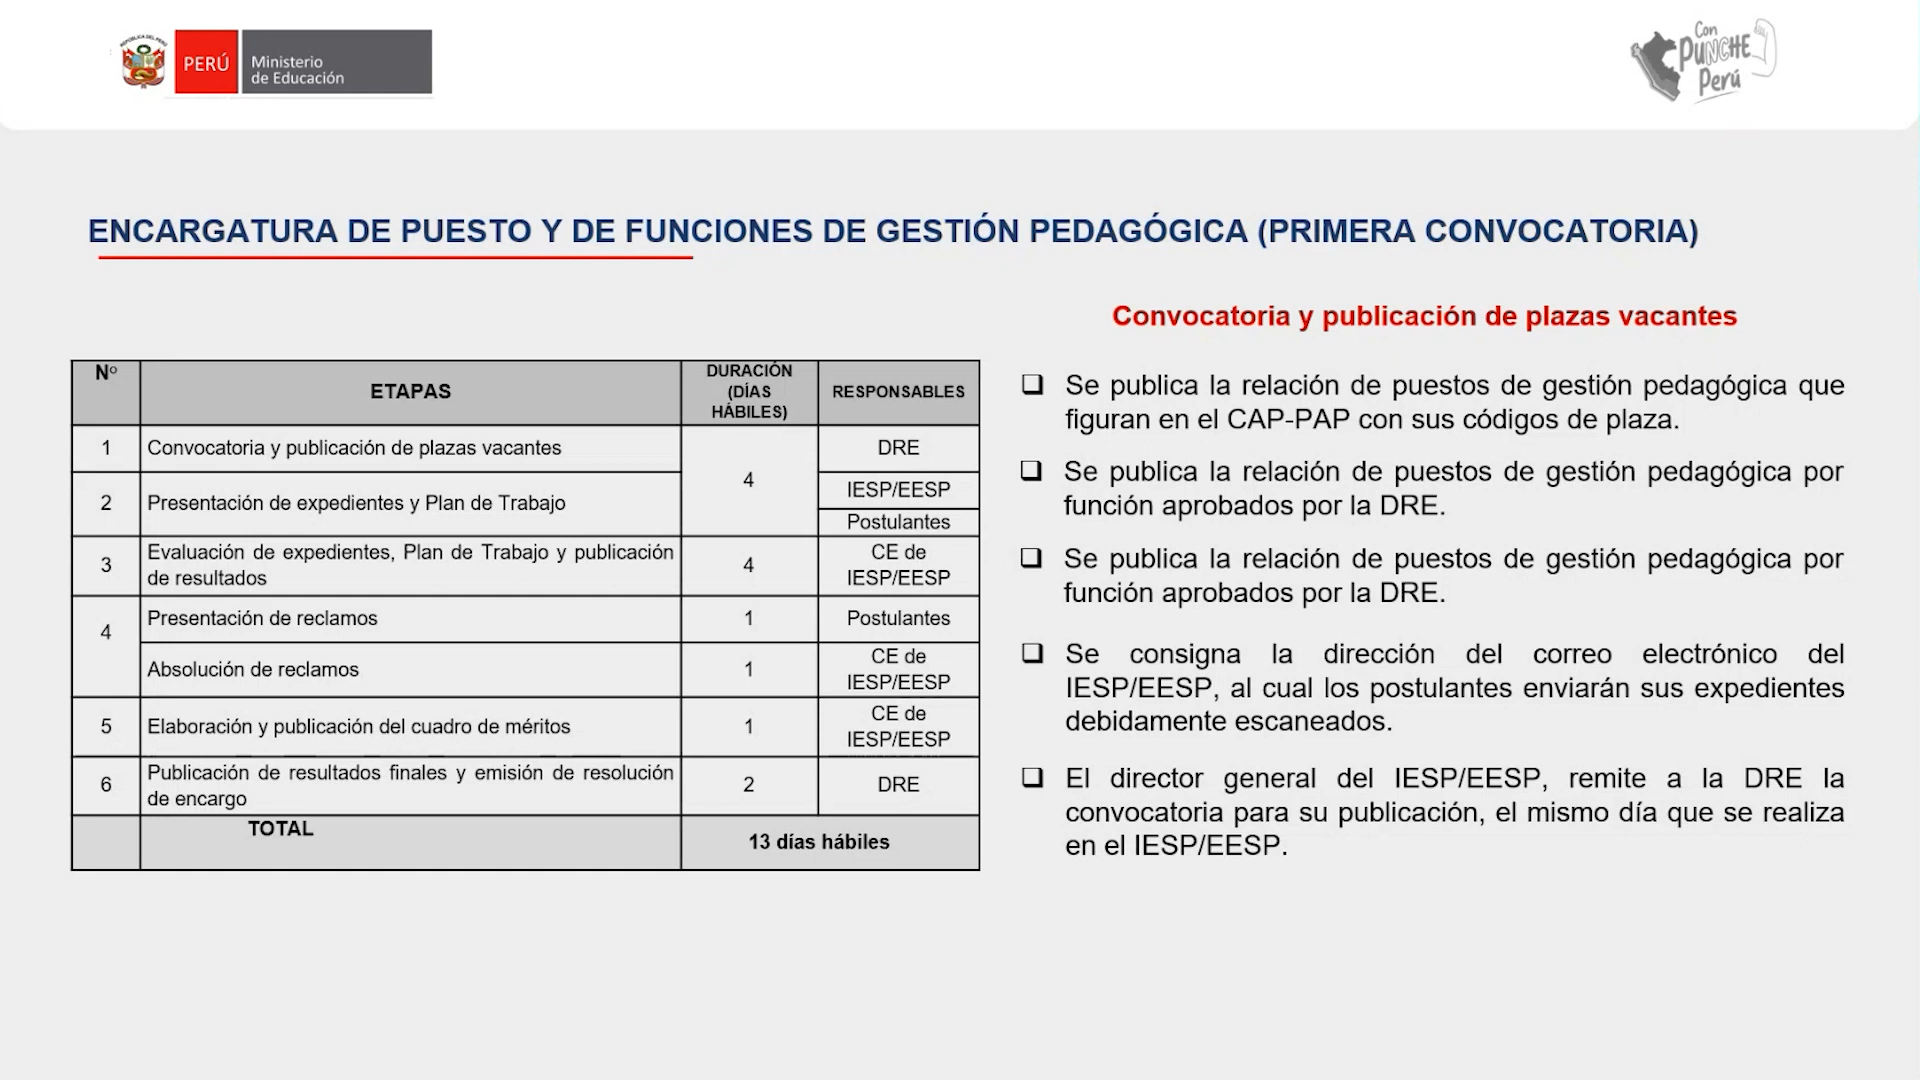 REPÚBLICA DEL PERÚ
PERÚ
Ministerio
de Educación
Con
PUNCHE
Perú
ENCARGATURA DE PUESTO Y DE FUNCIONES DE GESTIÓN PEDAGÓGICA (PRIMERA CONVOCATORIA)
Nº
ETAPAS
DURACIÓN
(DÍAS
HÁBILES)
RESPONSABLES
1
Convocatoria y publicación de plazas vacantes
4
DRE
2
Presentación de expedientes y Plan de Trabajo
IESP/EESP
Postulantes
3
Evaluación de expedientes, Plan de Trabajo y publicación
de resultados
4
CE de
IESP/EESP
4
Presentación de reclamos
1
Postulantes
Absolución de reclamos
1
CE de
IESP/EESP
5
Elaboración y publicación del cuadro de méritos
1
CE de
IESP/EESP
6
Publicación de resultados finales y emisión de resolución
de encargo
2
DRE
TOTAL
13 días hábiles
Convocatoria y publicación de plazas vacantes
Se publica la relación de puestos de gestión pedagógica que
figuran en el CAP-PAP con sus códigos de plaza.
Se publica la relación de puestos de gestión pedagógica por
función aprobados por la DRE.
Se publica la relación de puestos de gestión pedagógica por
función aprobados por la DRE.
Se consigna la dirección del correo electrónico del
IESP/EESP, al cual los postulantes enviarán sus expedientes
debidamente escaneados.
El director general del IESP/EESP, remite a la DRE la
convocatoria para su publicación, el mismo día que se realiza
en el IESP/EESP.